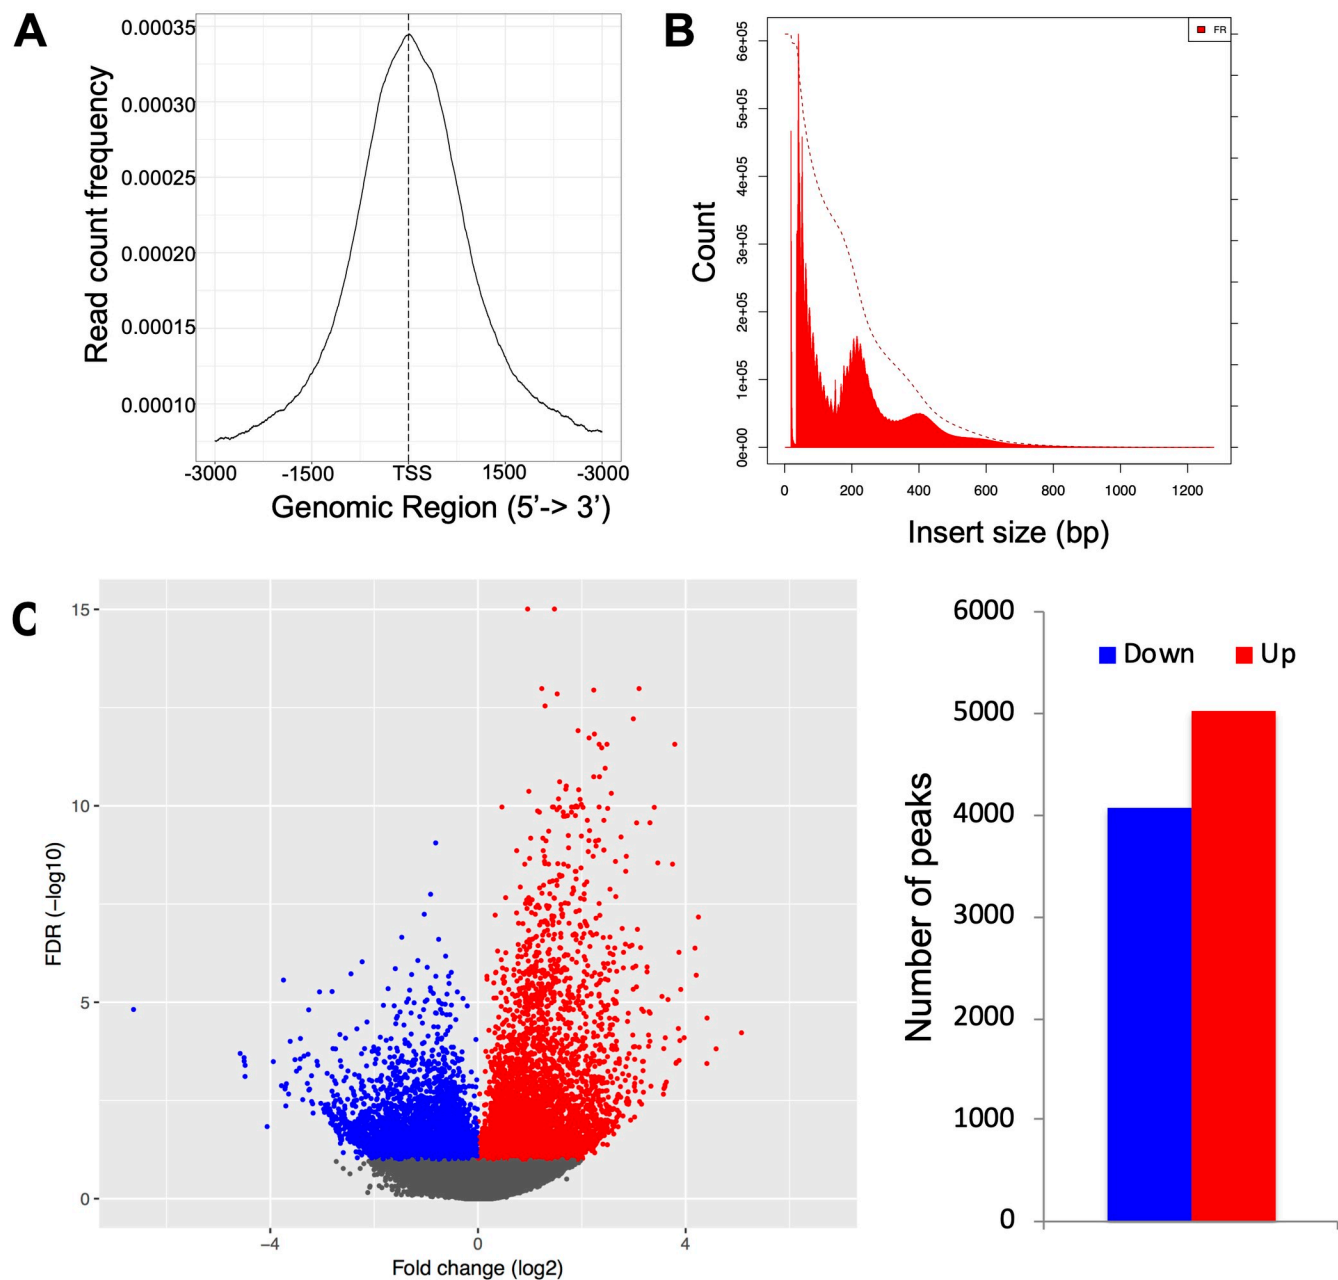 A
Read count frequency
0.00035
0.00030
0.00025
0.00020
0.00015
0.00010
-3000 -1500 TSS 1500 -3000
Genomic Region (5’-> 3’)
B
FR
Count
6e+05
5e+05
4e+05
3e+05
2e+05
1e+05
0e+00
0 200 400 600 800 1000 1200
Insert size (bp)
C
FDR (−log10)
15
10
5
0
−4 0 4
Fold change (log2)
Number of peaks
6000
5000
4000
3000
2000
1000
0
Down Up